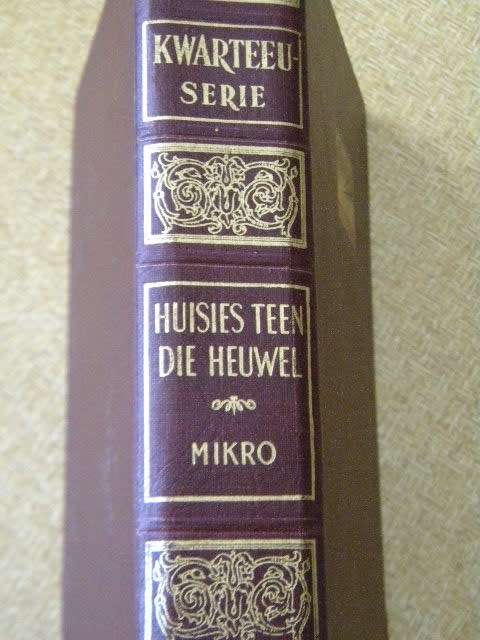 KWARTEEU-
SERIE
HUISIES TEEN
DIE HEUWEL
MIKRO